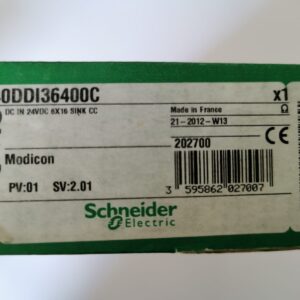 0DDI36400C x1
DC IN 24VDC 6X16 SINK CC
Made in France
21-2012-W13
Modicon
202700
PV:01 SV:2.01
3 595862 027007
Schneider
Electric